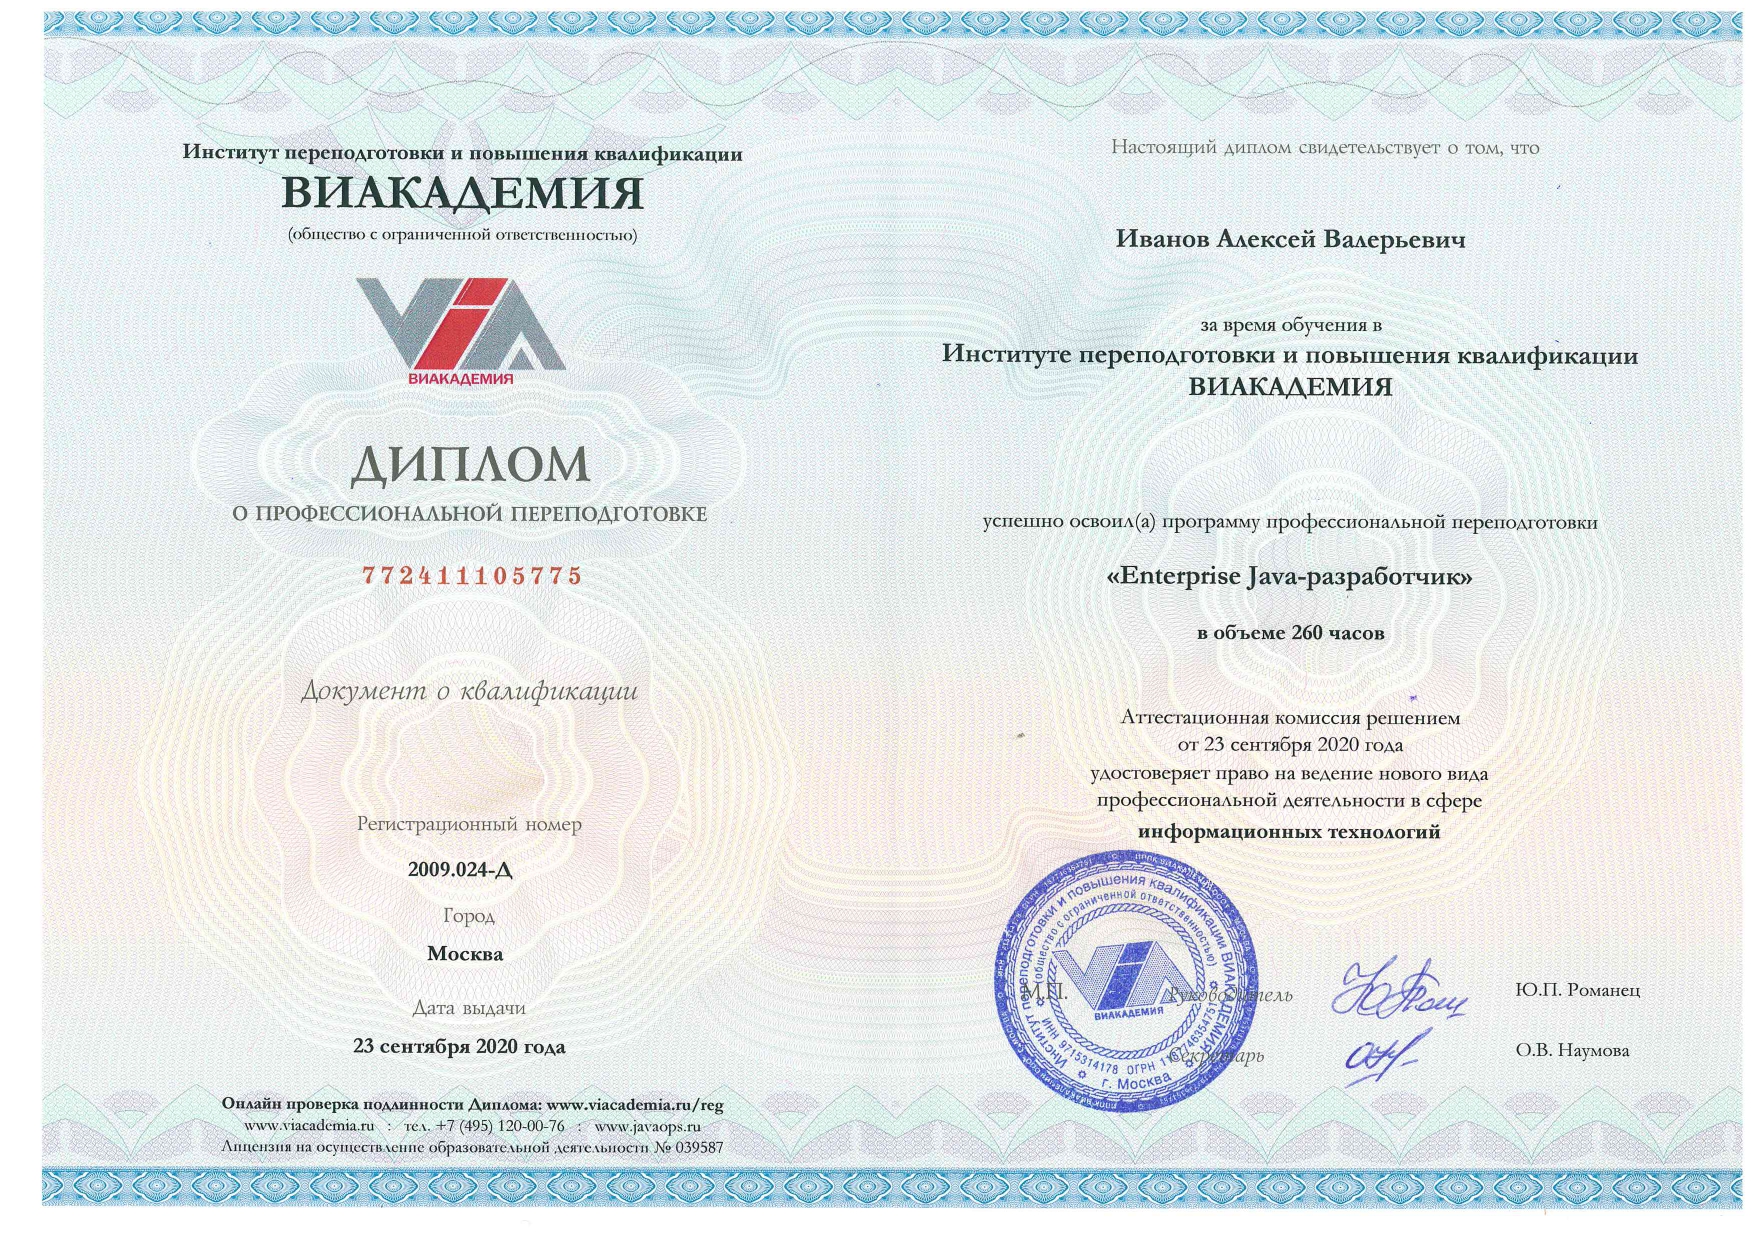 Институт переподготовки и повышения квалификации
ВИАКАДЕМИЯ
(общество с ограниченной ответственностью)
VIA
ВИАКАДЕМИЯ
ДИПЛОМ
О ПРОФЕССИОНАЛЬНОЙ ПЕРЕПОДГОТОВКЕ
772411105775
Документ о квалификации
Регистрационный номер
2009.024-Д
Город
Москва
Дата выдачи
23 сентября 2020 года
Онлайн проверка подлинности Диплома: www.viacademia.ru/reg
www.viacademia.ru : тел. +7 (495) 120-00-76 : www.javaops.ru
Лицензия на осуществление образовательной деятельности № 039587
Настоящий диплом свидетельствует о том, что
Иванов Алексей Валерьевич
за время обучения в
Институте переподготовки и повышения квалификации
ВИАКАДЕМИЯ
успешно освоил(а) программу профессиональной переподготовки
«Enterprise Java-разработчик»
в объеме 260 часов
Аттестационная комиссия решением
от 23 сентября 2020 года
удостоверяет право на ведение нового вида
профессиональной деятельности в сфере
информационных технологий
Институт переподготовки и повышения квалификации ВИАКАДЕМИЯ
(общество с ограниченной ответственностью)
VIA
ВИАКАДЕМИЯ
ИНН 9715314178 ОГРН
г. Москва
М.П.
Руководитель
Ю.П. Романец
Секретарь
О.В. Наумова